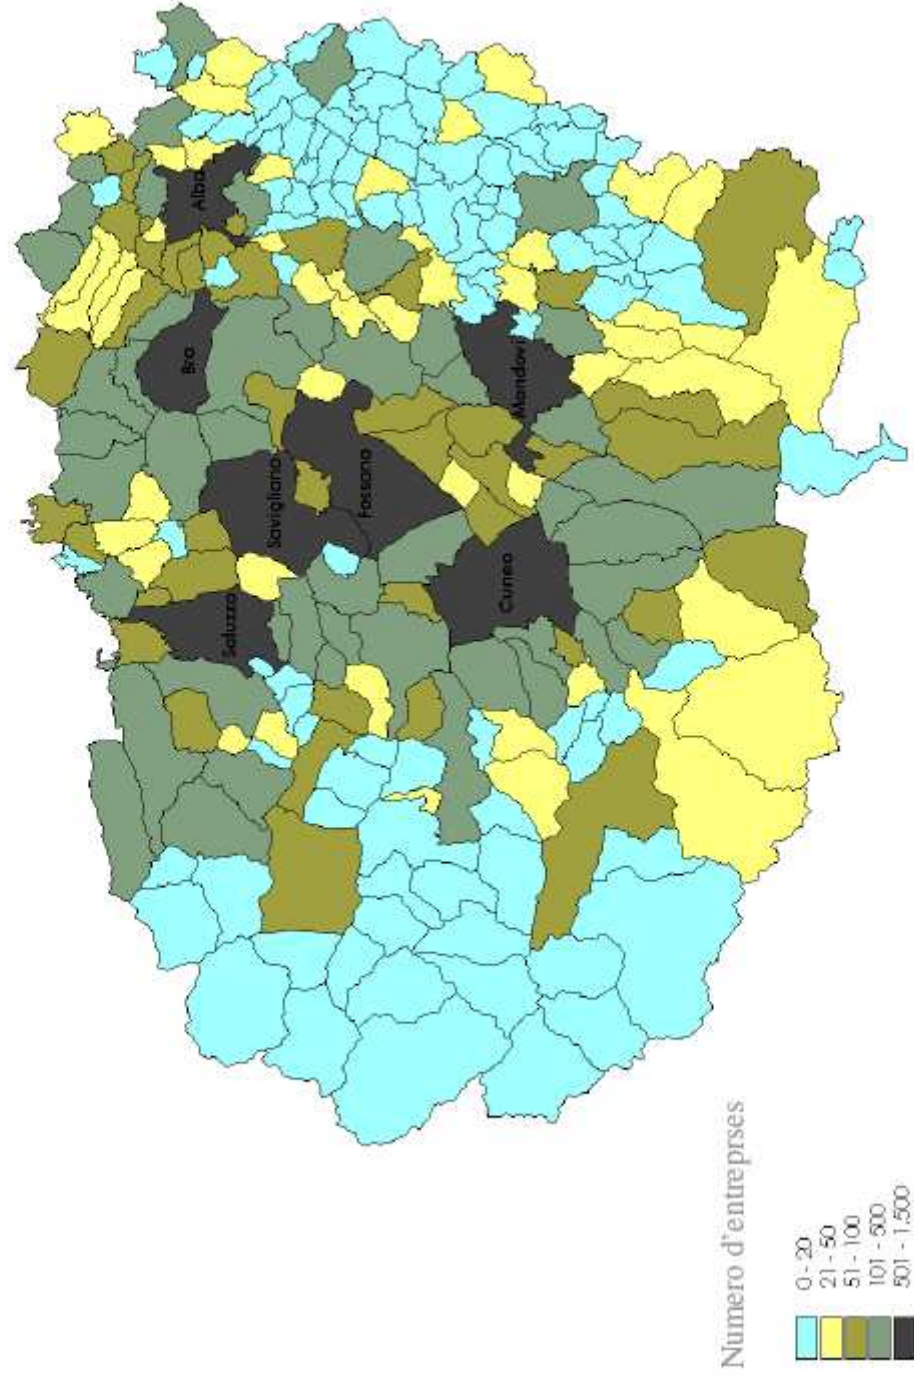 Alba
Bra
Mondovì
Savigliano
Fossano
Cuneo
Saluzzo
Numero d'entreprses
0 - 20
21 - 50
51 - 100
101 - 500
501 - 1.500